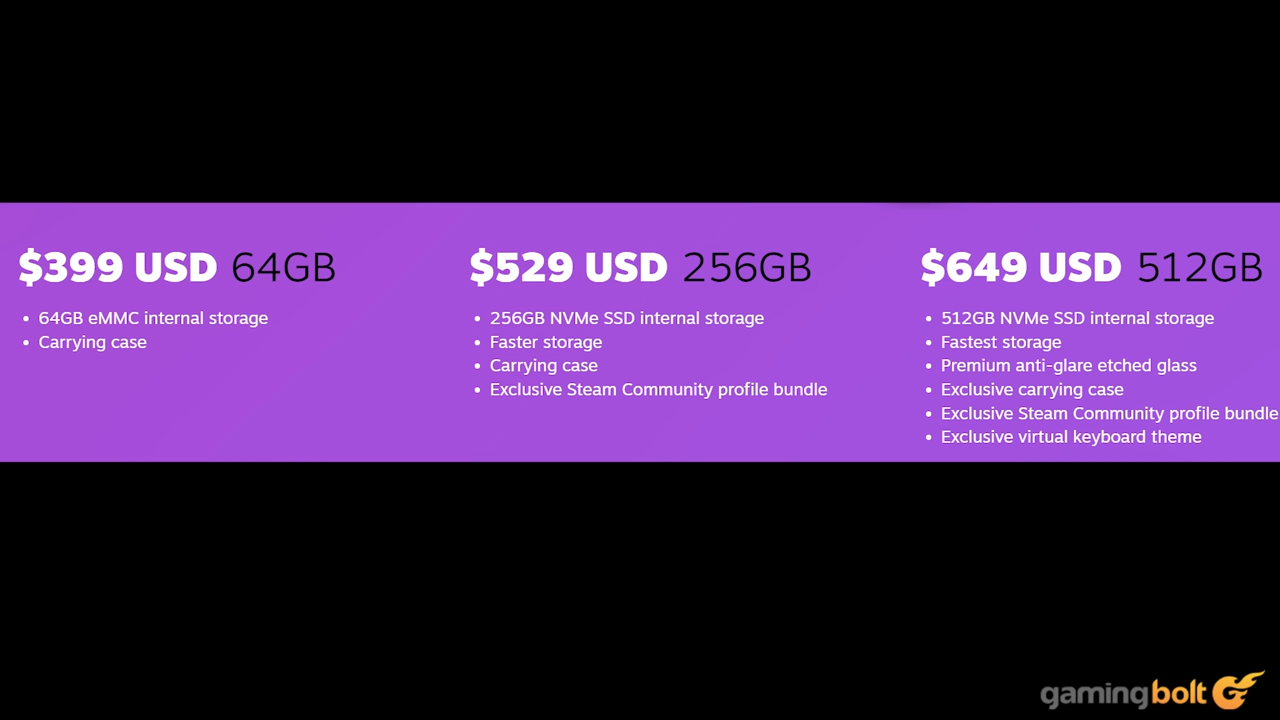 $399 USD 64GB
• 64GB eMMC internal storage
• Carrying case
$529 USD 256GB
• 256GB NVMe SSD internal storage
• Faster storage
• Carrying case
• Exclusive Steam Community profile bundle
$649 USD 512GB
• 512GB NVMe SSD internal storage
• Fastest storage
• Premium anti-glare etched glass
• Exclusive carrying case
• Exclusive Steam Community profile bundle
• Exclusive virtual keyboard theme
gamingbolt